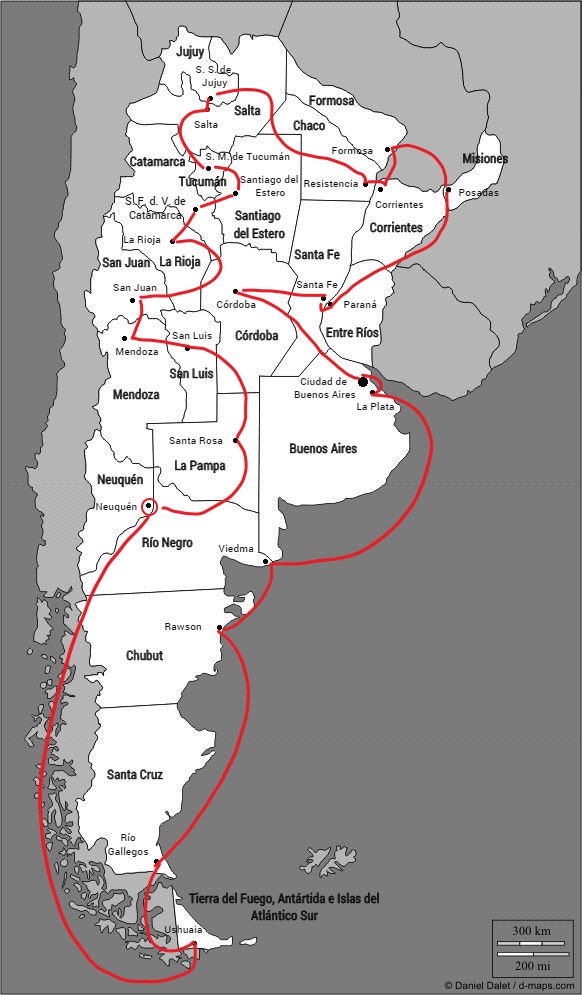 Jujuy
S. S. de
Jujuy
Salta
Salta
Formosa
Chaco
Formosa
Misiones
Catamarca
S. M. de Tucumán
Tucumán
Santiago del
Estero
Resistencia
Corrientes
Posadas
S. F. d. V. de
Catamarca
Santiago
del Estero
Corrientes
La Rioja
San Juan
La Rioja
Santa Fe
San Juan
Córdoba
Santa Fe
Paraná
Mendoza
San Luis
Córdoba
Entre Ríos
San Luis
Mendoza
Ciudad de
Buenos Aires
La Plata
Santa Rosa
La Pampa
Buenos Aires
Neuquén
Neuquén
Río Negro
Viedma
Rawson
Chubut
Santa Cruz
Río
Gallegos
Tierra del Fuego, Antártida e Islas del
Atlántico Sur
Ushuaia
300 km
200 mi
© Daniel Dalet / d-maps.com